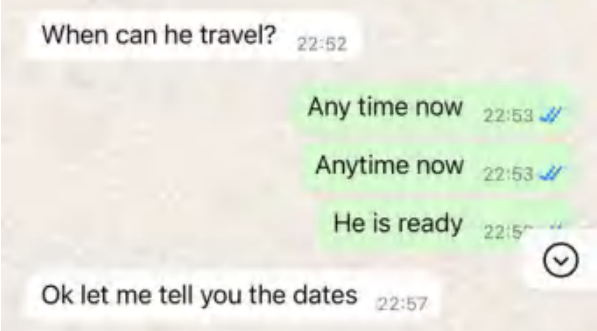 When can he travel? 22:52
Any time now 22:53
Anytime now 22:53
He is ready
Ok let me tell you the dates 22:57